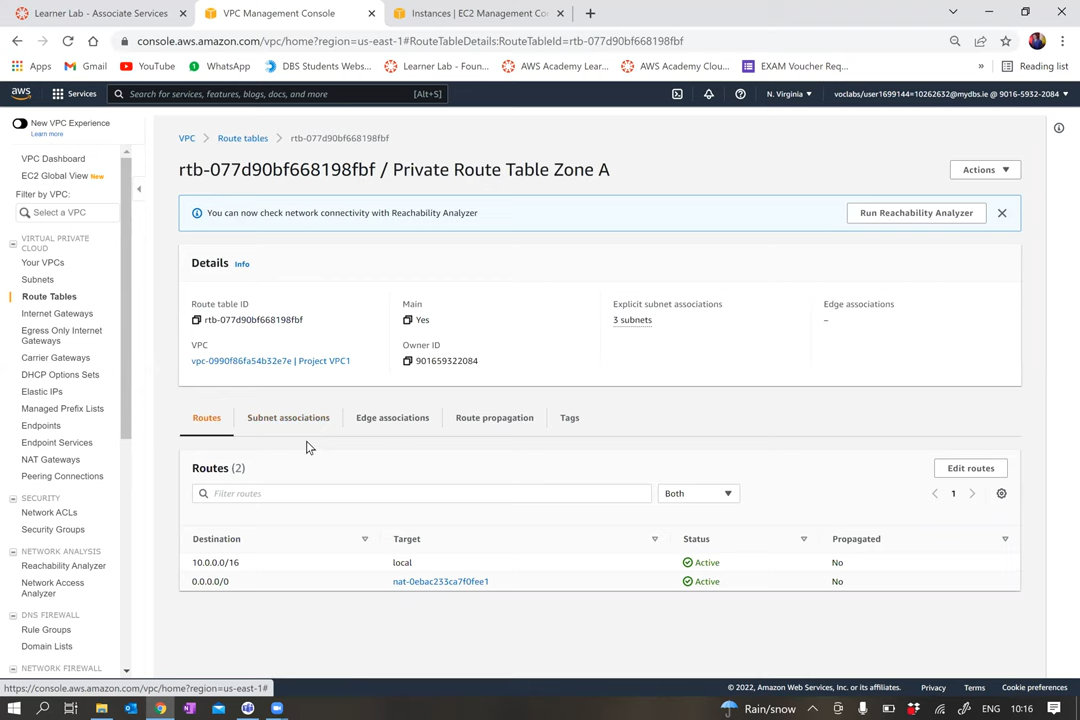 Learner Lab - Associate Services
VPC Management Console
Instances | EC2 Management Co
console.aws.amazon.com/vpc/home?region=us-east-1#RouteTableDetails:RouteTableId=rtb-077d90bf668198fbf
Apps
Gmail
YouTube
WhatsApp
DBS Students Webs...
Learner Lab - Foun...
AWS Academy Lear...
AWS Academy Clou...
EXAM Voucher Req...
»
Reading list
aws
Services
Search for services, features, blogs, docs, and more
[Alt+S]
N. Virginia
voclabs/user1699144=10262632@mydbs.ie @ 9016-5932-2084
New VPC Experience
Learn more
VPC Dashboard
EC2 Global View New
Filter by VPC:
Select a VPC
VIRTUAL PRIVATE
CLOUD
Your VPCs
Subnets
Route Tables
Internet Gateways
Egress Only Internet
Gateways
Carrier Gateways
DHCP Options Sets
Elastic IPs
Managed Prefix Lists
Endpoints
Endpoint Services
NAT Gateways
Peering Connections
SECURITY
Network ACLs
Security Groups
NETWORK ANALYSIS
Reachability Analyzer
Network Access
Analyzer
DNS FIREWALL
Rule Groups
Domain Lists
NETWORK FIREWALL
VPC > Route tables > rtb-077d90bf668198fbf
rtb-077d90bf668198fbf / Private Route Table Zone A
Actions
You can now check network connectivity with Reachability Analyzer
Run Reachability Analyzer
Details Info
Route table ID
rtb-077d90bf668198fbf
Main
Yes
Explicit subnet associations
3 subnets
Edge associations
–
VPC
vpc-0990f86fa54b32e7e | Project VPC1
Owner ID
901659322084
Routes
Subnet associations
Edge associations
Route propagation
Tags
Routes (2)
Edit routes
Filter routes
Both
1
Destination Target Status Propagated
10.0.0.0/16 local Active No
0.0.0.0/0 nat-0ebac233ca7f0fee1 Active No
https://console.aws.amazon.com/vpc/home?region=us-east-1#
© 2022, Amazon Web Services, Inc. or its affiliates.
Privacy
Terms
Cookie preferences
Rain/snow
ENG
10:16